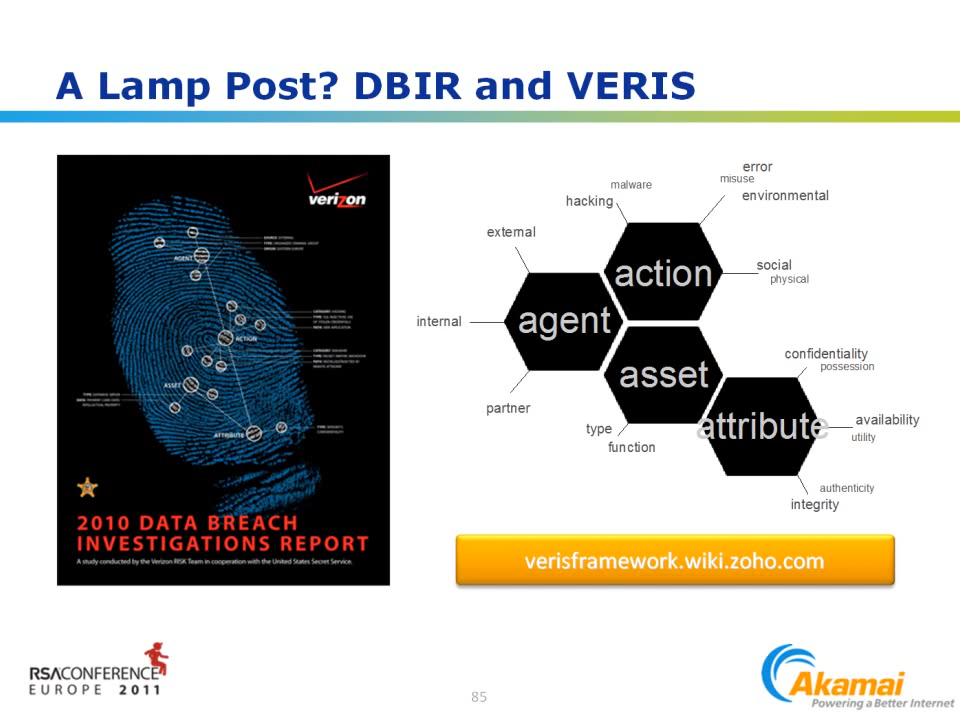 A Lamp Post? DBIR and VERIS
verizon
AGENT
ACTION
ASSET
ATTRIBUTE
2010 DATA BREACH
INVESTIGATIONS REPORT
A study conducted by the Verizon RISK Team in cooperation with the United States Secret Service.
error
misuse
malware
environmental
hacking
external
action
social
physical
internal
agent
confidentiality
possession
asset
partner
availability
attribute
type
utility
function
authenticity
integrity
verisframework.wiki.zoho.com
RSACONFERENCE
EUROPE 2011
85
Akamai
Powering a Better Internet